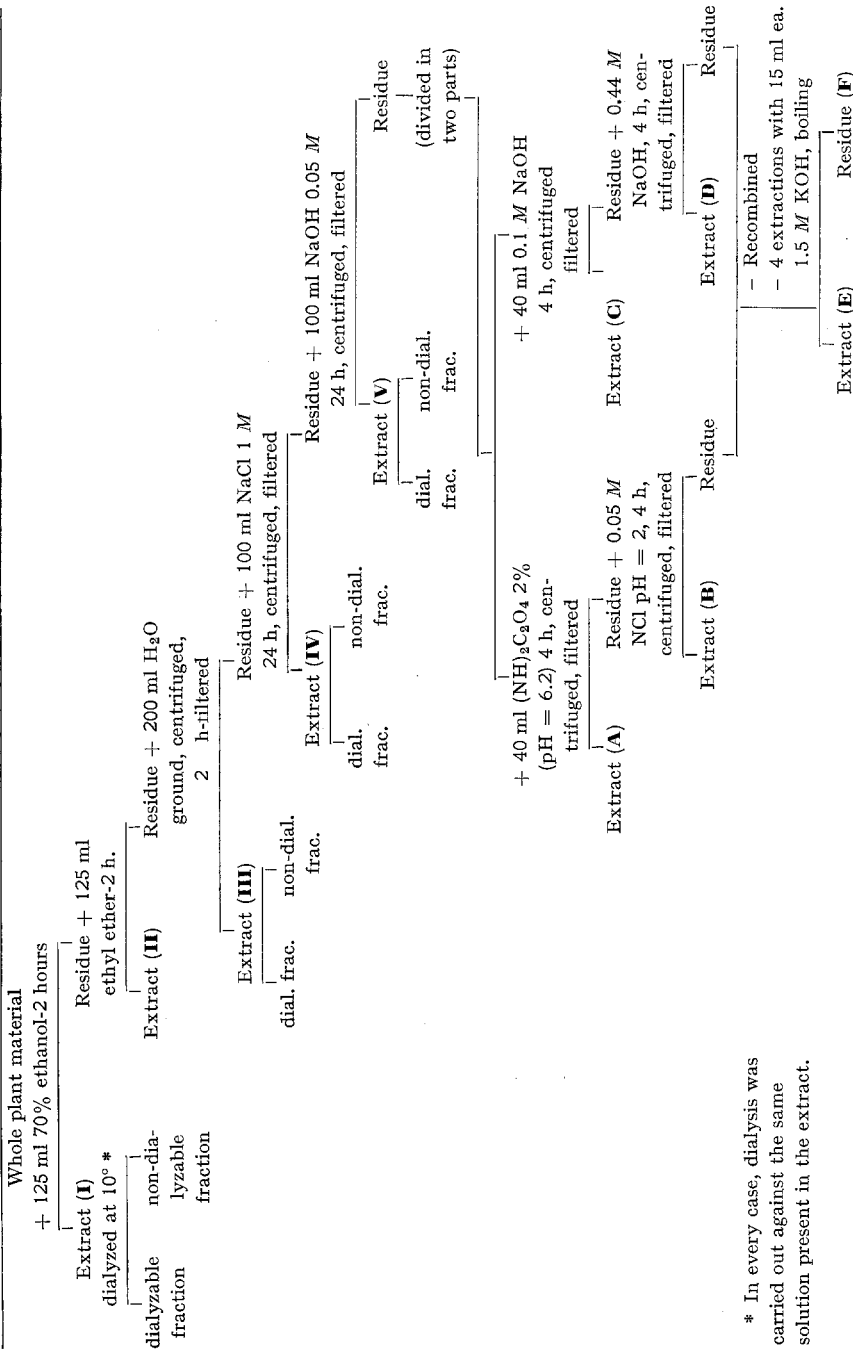 Whole plant material
+ 125 ml 70% ethanol-2 hours
Extract (I)
dialyzed at 10° *
dialyzable
fraction
non-dia-
lyzable
fraction
Residue + 125 ml
ethyl ether-2 h.
Extract (II)
Residue + 200 ml H₂O
ground, centrifuged,
2 h-filtered
Extract (III)
dial. frac.
non-dial.
frac.
Residue + 100 ml NaCl 1 M
24 h, centrifuged, filtered
Extract (IV)
dial.
frac.
non-dial.
frac.
Residue + 100 ml NaOH 0.05 M
24 h, centrifuged, filtered
Extract (V)
dial.
frac.
non-dial.
frac.
Residue
(divided in
two parts)
+ 40 ml (NH)₂C₂O₄ 2%
(pH = 6.2) 4 h, cen-
trifuged, filtered
Extract (A)
Residue + 0.05 M
NCl pH = 2, 4 h,
centrifuged, filtered
Extract (B)
Residue
+ 40 ml 0.1 M NaOH
4 h, centrifuged
filtered
Extract (C)
Residue + 0.44 M
NaOH, 4 h, cen-
trifuged, filtered
Extract (D)
Residue
– Recombined
– 4 extractions with 15 ml ea.
1.5 M KOH, boiling
Extract (E)
Residue (F)
* In every case, dialysis was
carried out against the same
solution present in the extract.